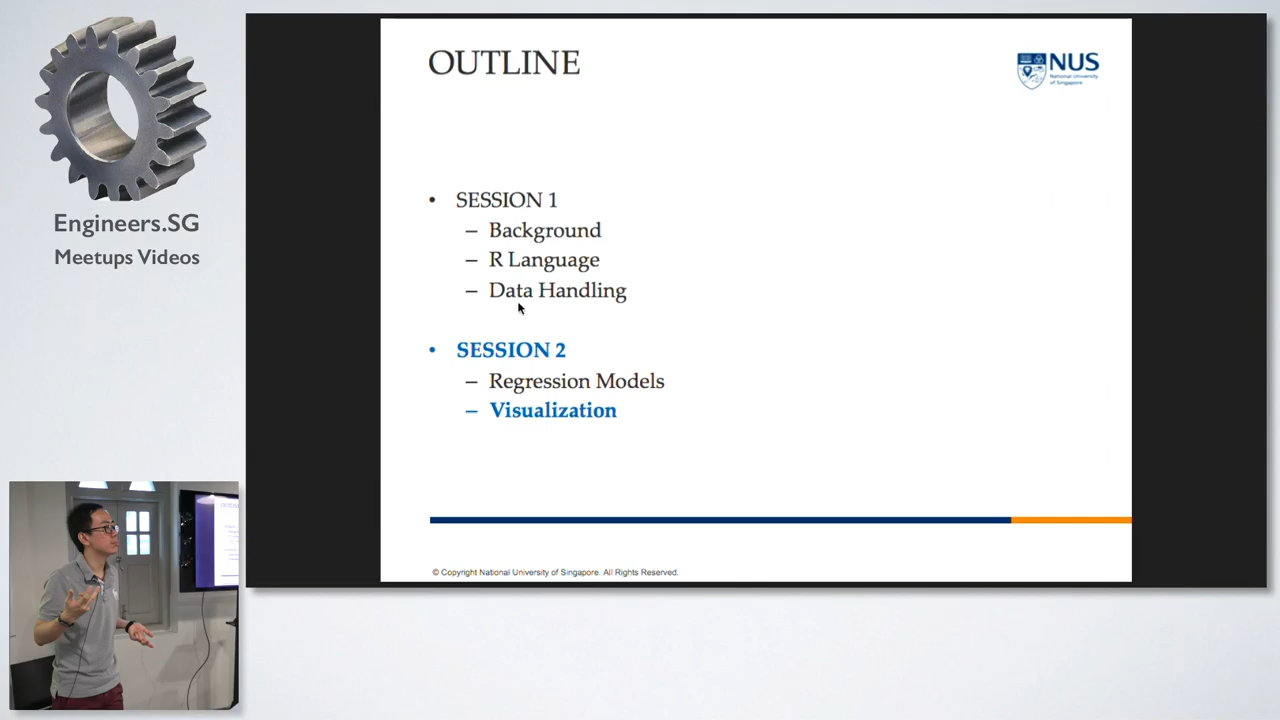 Engineers.SG
Meetups Videos
OUTLINE
NUS
National University
of Singapore
• SESSION 1
– Background
– R Language
– Data Handling
• SESSION 2
– Regression Models
– Visualization
© Copyright National University of Singapore. All Rights Reserved.
OUTLINE